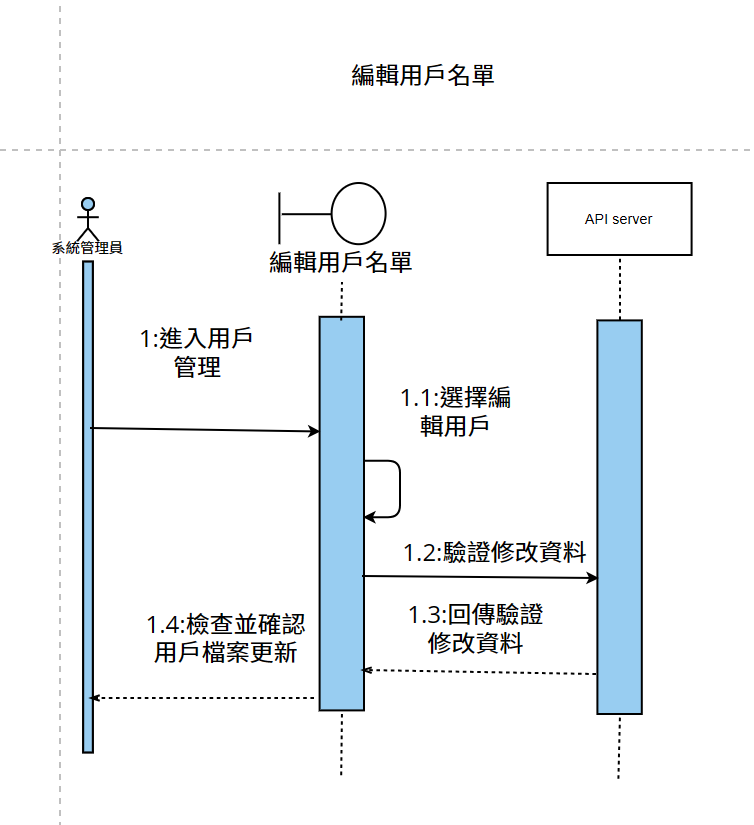 編輯用戶名單
系統管理員
編輯用戶名單
API server
1:進入用戶
管理
1.1:選擇編
輯用戶
1.2:驗證修改資料
1.3:回傳驗證
修改資料
1.4:檢查並確認
用戶檔案更新